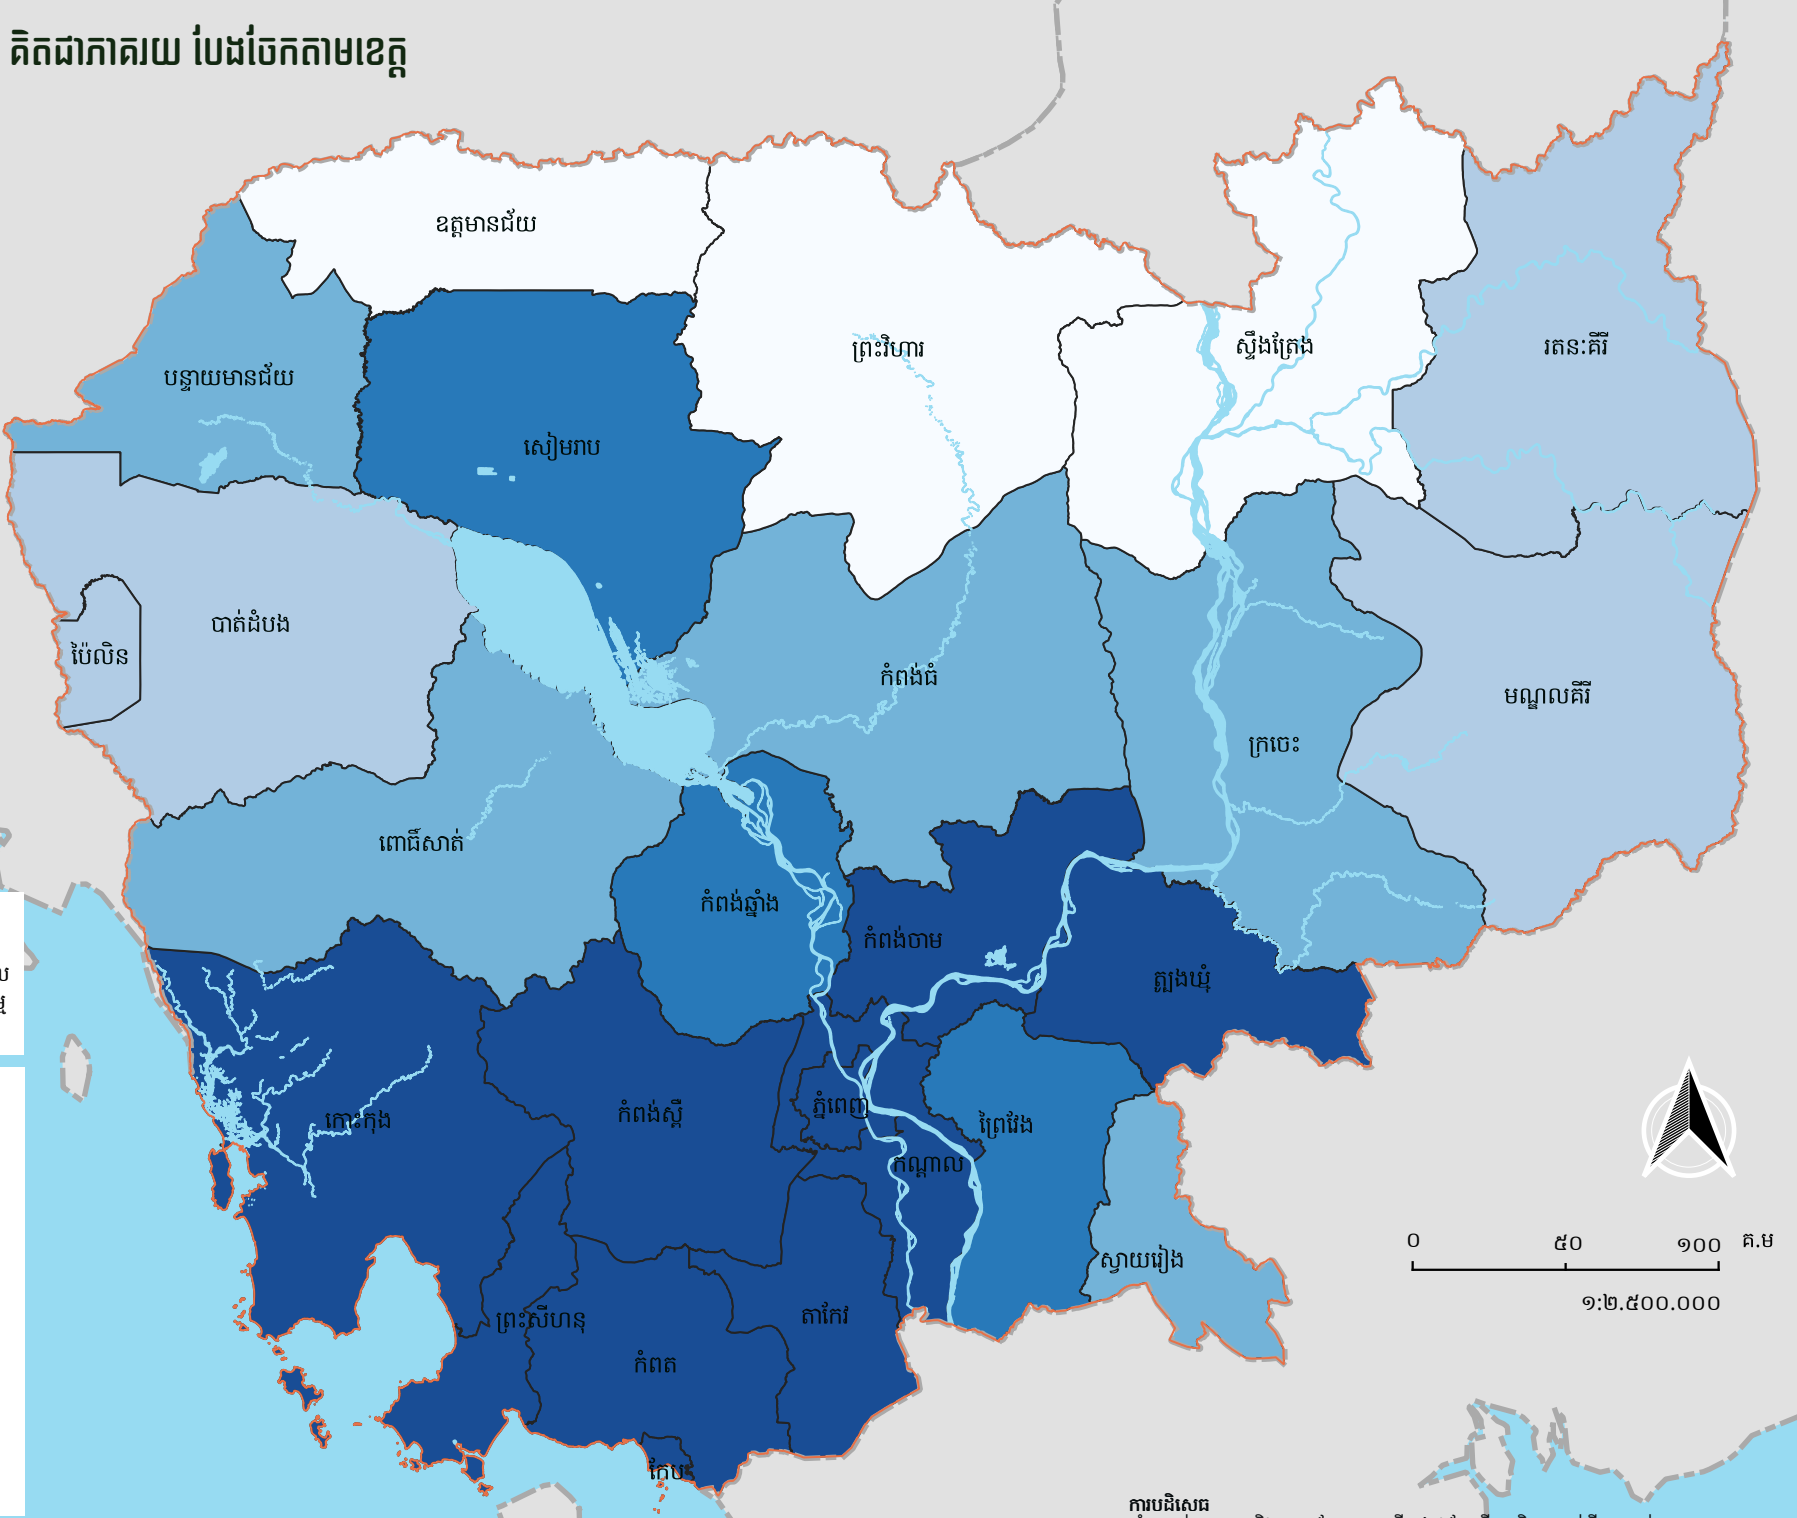 គិតជាភាគរយ បែងចែកតាមខេត្ត
ឧត្តមានជ័យ
ព្រះវិហារ
ស្ទឹងត្រែង
រតនៈគីរី
បន្ទាយមានជ័យ
សៀមរាប
បាត់ដំបង
ប៉ៃលិន
កំពង់ធំ
មណ្ឌលគីរី
ក្រចេះ
ពោធិ៍សាត់
កំពង់ឆ្នាំង
កំពង់ចាម
ត្បូងឃ្មុំ
កោះកុង
កំពង់ស្ពឺ
ភ្នំពេញ
ព្រៃវែង
កណ្តាល
ស្វាយរៀង
ព្រះសីហនុ
តាកែវ
កំពត
កែប
០ ៥០ ១០០ គ.ម
១:២.៥០០.០០០
ការបដិសេធ